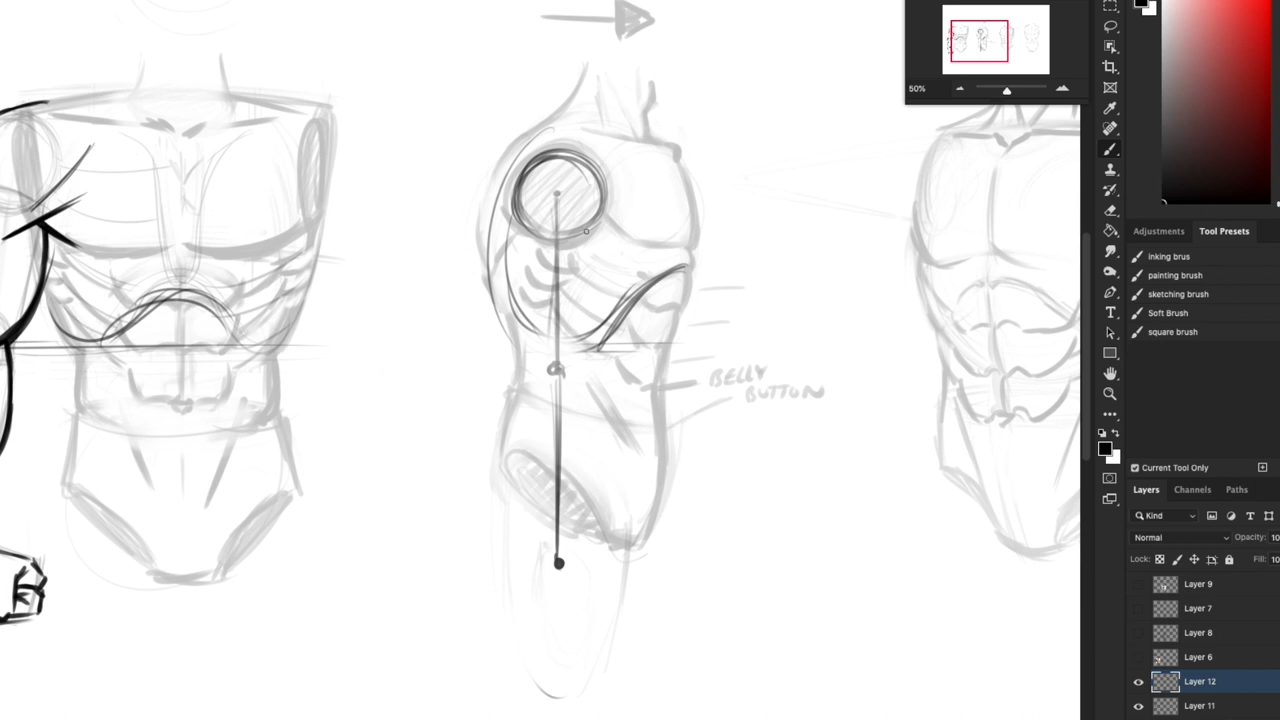 50%
BELLY
BUTTON
Adjustments
Tool Presets
inking brus
painting brush
sketching brush
Soft Brush
square brush
Current Tool Only
Layers
Channels
Paths
Kind
Normal
Opacity: 10
Lock:
Fill: 10
Layer 9
Layer 7
Layer 8
Layer 6
Layer 12
Layer 11